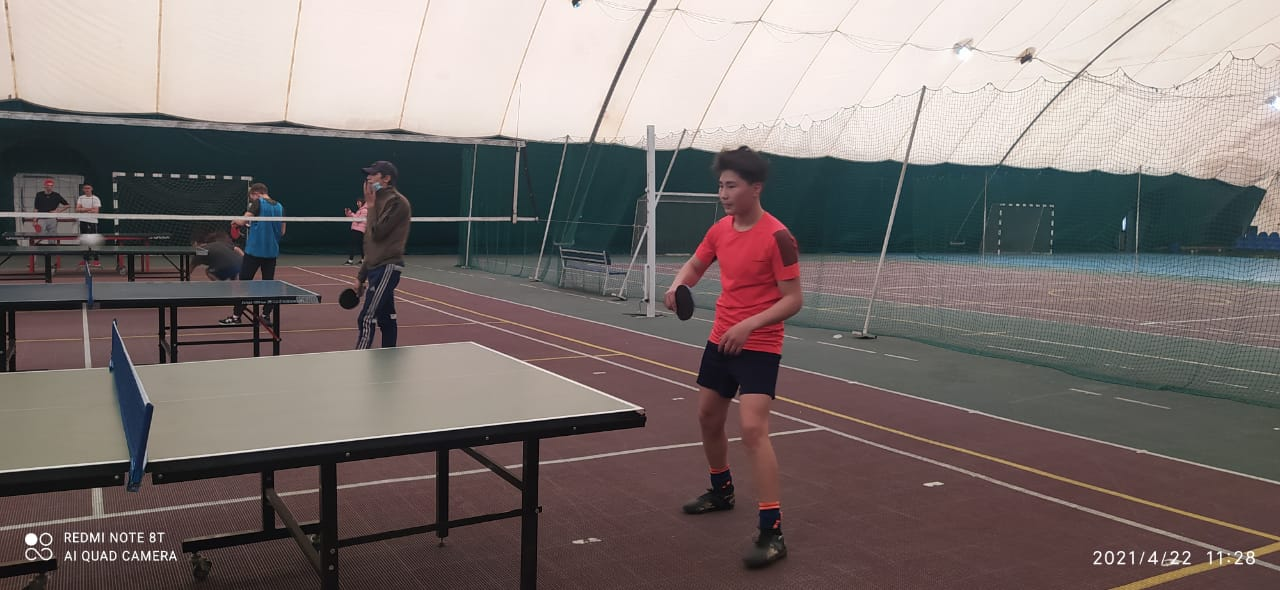 REDMI NOTE 8T
AI QUAD CAMERA
2021/4/22 11:28